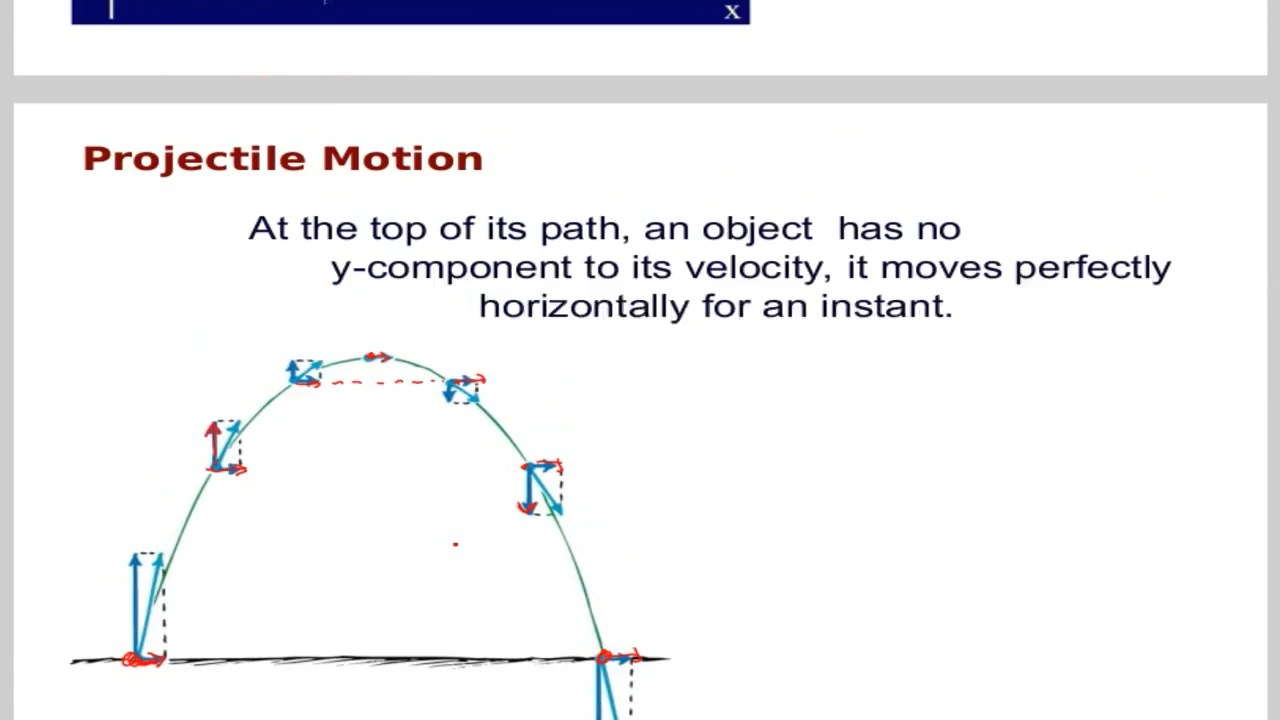 x
Projectile Motion
At the top of its path, an object has no
y-component to its velocity, it moves perfectly
horizontally for an instant.